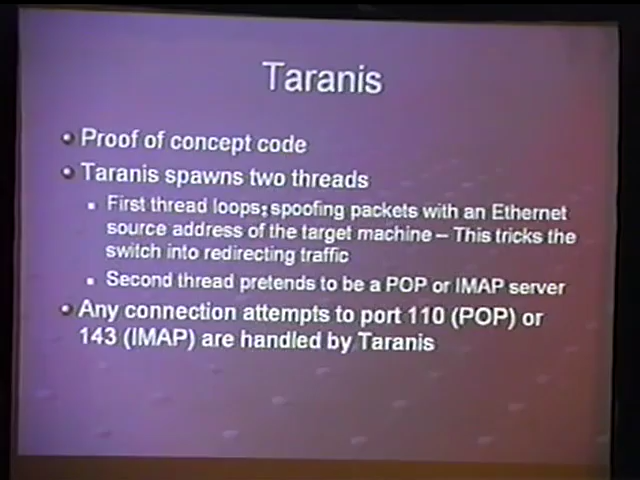 Taranis
Proof of concept code
Taranis spawns two threads
First thread loops, spoofing packets with an Ethernet
source address of the target machine – This tricks the
switch into redirecting traffic
Second thread pretends to be a POP or IMAP server
Any connection attempts to port 110 (POP) or
143 (IMAP) are handled by Taranis